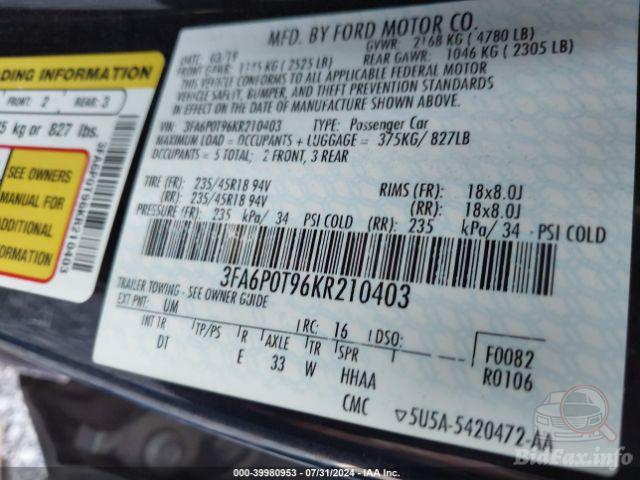 MFD. BY FORD MOTOR CO.
DATE: 03/19 GVWR: 2168 KG ( 4780 LB)
FRONT GAWR: 1145 KG ( 2525 LB) REAR GAWR: 1046 KG ( 2305 LB)
THIS VEHICLE CONFORMS TO ALL APPLICABLE FEDERAL MOTOR
VEHICLE SAFETY, BUMPER, AND THEFT PREVENTION STANDARDS
IN EFFECT ON THE DATE OF MANUFACTURE SHOWN ABOVE.
VIN: 3FA6P0T96KR210403 TYPE: Passenger Car
MAXIMUM LOAD = OCCUPANTS + LUGGAGE = 375KG/ 827LB
OCCUPANTS = 5 TOTAL: 2 FRONT, 3 REAR
TIRE (FR): 235/45R18 94V RIMS (FR): 18x8.0J
(RR): 235/45R18 94V (RR): 18x8.0J
PRESSURE (FR): 235 kPa/ 34 PSI COLD (RR): 235 kPa/ 34 PSI COLD
3FA6P0T96KR210403
TRAILER TOWING - SEE OWNER GUIDE
EXT PNT: UM RC: 16 DSO:
INT TR TP/PS R AXLE TR SPR
DT E 33 W HHAA
CMC
F0082
R0106
5U5A-5420472-AA
DING INFORMATION
FRONT: 2 REAR: 3
5 kg or 827 lbs.
SEE OWNERS
MANUAL FOR
ADDITIONAL
INFORMATION
3FA6P0T96KR210403
000-39980953 - 07/31/2024 - IAA Inc.
BidFax.info